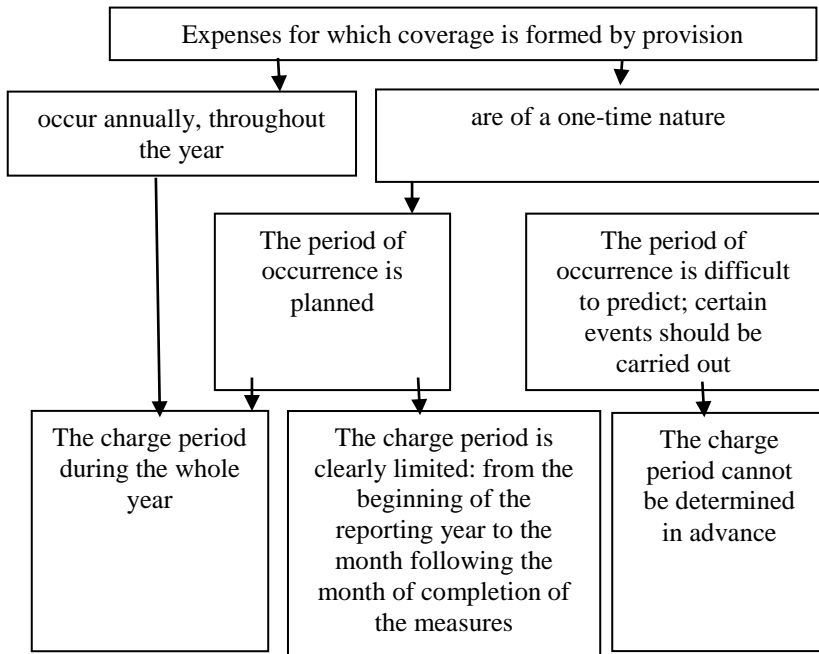 Expenses for which coverage is formed by provision
occur annually, throughout
the year
are of a one-time nature
The period of
occurrence is
planned
The period of
occurrence is difficult
to predict; certain
events should be
carried out
The charge period
during the whole
year
The charge period is
clearly limited: from the
beginning of the
reporting year to the
month following the
month of completion of
the measures
The charge
period cannot
be determined
in advance